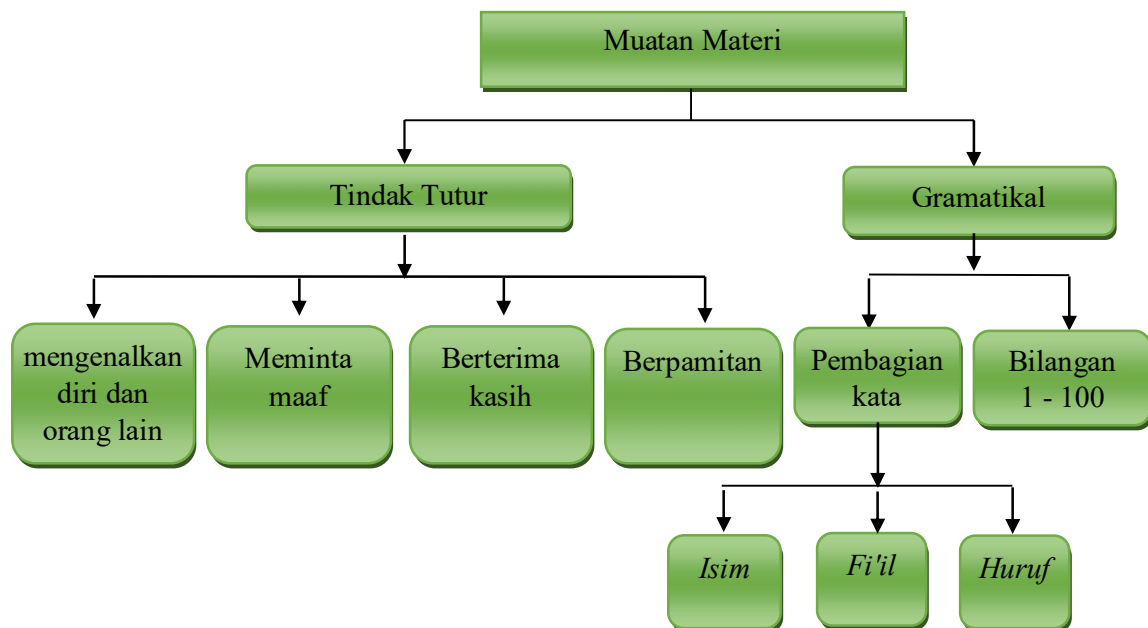 Muatan Materi
Tindak Tutur
Gramatikal
mengenalkan
diri dan
orang lain
Meminta
maaf
Berterima
kasih
Berpamitan
Pembagian
kata
Bilangan
1 - 100
Isim
Fi'il
Huruf